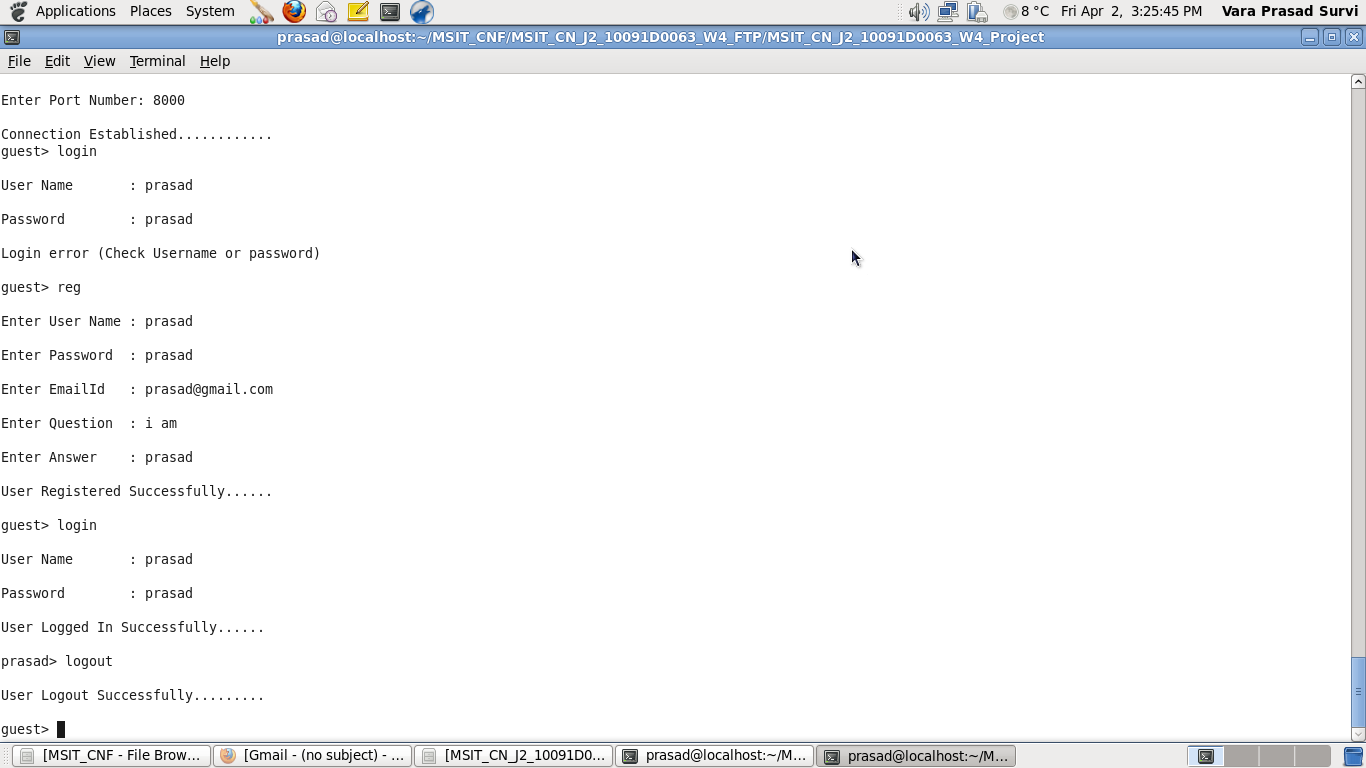 Applications Places System 8 °C Fri Apr 2, 3:25:45 PM Vara Prasad Survi
prasad@localhost:~/MSIT_CNF/MSIT_CN_J2_10091D0063_W4_FTP/MSIT_CN_J2_10091D0063_W4_Project
File Edit View Terminal Help
Enter Port Number: 8000
Connection Established............
guest> login
User Name       : prasad
Password        : prasad
Login error (Check Username or password)
guest> reg
Enter User Name : prasad
Enter Password  : prasad
Enter EmailId   : prasad@gmail.com
Enter Question  : i am
Enter Answer    : prasad
User Registered Successfully......
guest> login
User Name       : prasad
Password        : prasad
User Logged In Successfully......
prasad> logout
User Logout Successfully.........
guest>
[MSIT_CNF - File Brow... [Gmail - (no subject) - ... [MSIT_CN_J2_10091D0... prasad@localhost:~/M... prasad@localhost:~/M...